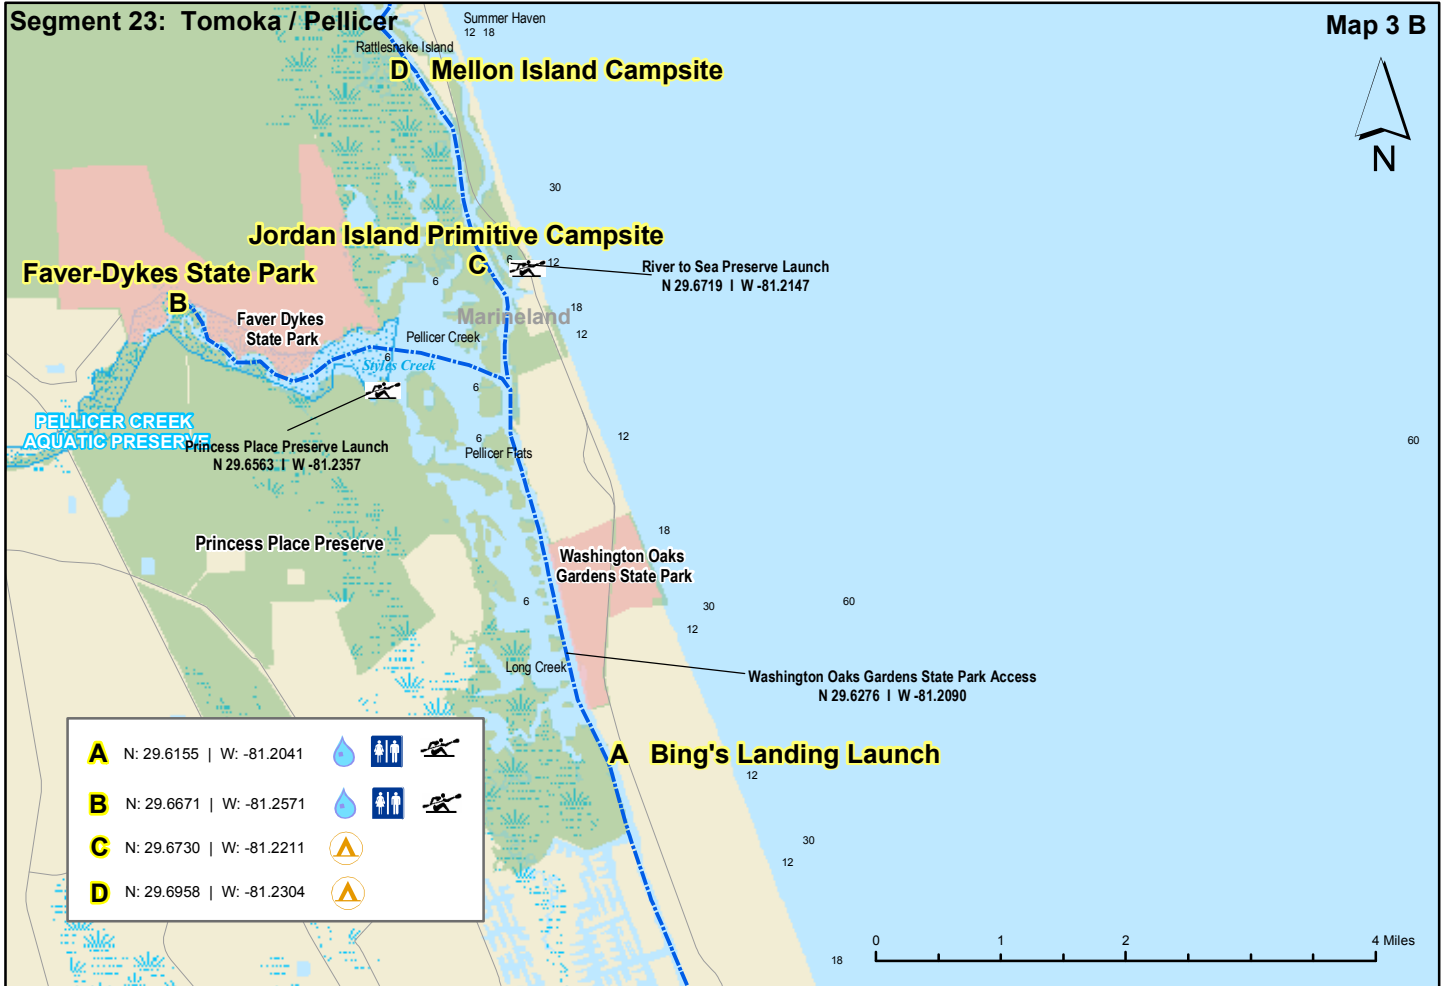 Segment 23: Tomoka / Pellicer
Map 3 B
Summer Haven
12 18
Rattlesnake Island
D Mellon Island Campsite
N
30
Jordan Island Primitive Campsite
C
6
12
River to Sea Preserve Launch
N 29.6719 I W -81.2147
Faver-Dykes State Park
B
6
18
Faver Dykes
State Park
Marineland
12
Pellicer Creek
6
Styles Creek
6
PELLICER CREEK
AQUATIC PRESERVE
Princess Place Preserve Launch
N 29.6563 I W -81.2357
6
12
60
Pellicer Flats
18
Princess Place Preserve
Washington Oaks
Gardens State Park
6
30
60
12
Long Creek
Washington Oaks Gardens State Park Access
N 29.6276 I W -81.2090
A Bing's Landing Launch
12
A N: 29.6155 | W: -81.2041
B N: 29.6671 | W: -81.2571
C N: 29.6730 | W: -81.2211
D N: 29.6958 | W: -81.2304
30
12
18
0 1 2 4 Miles